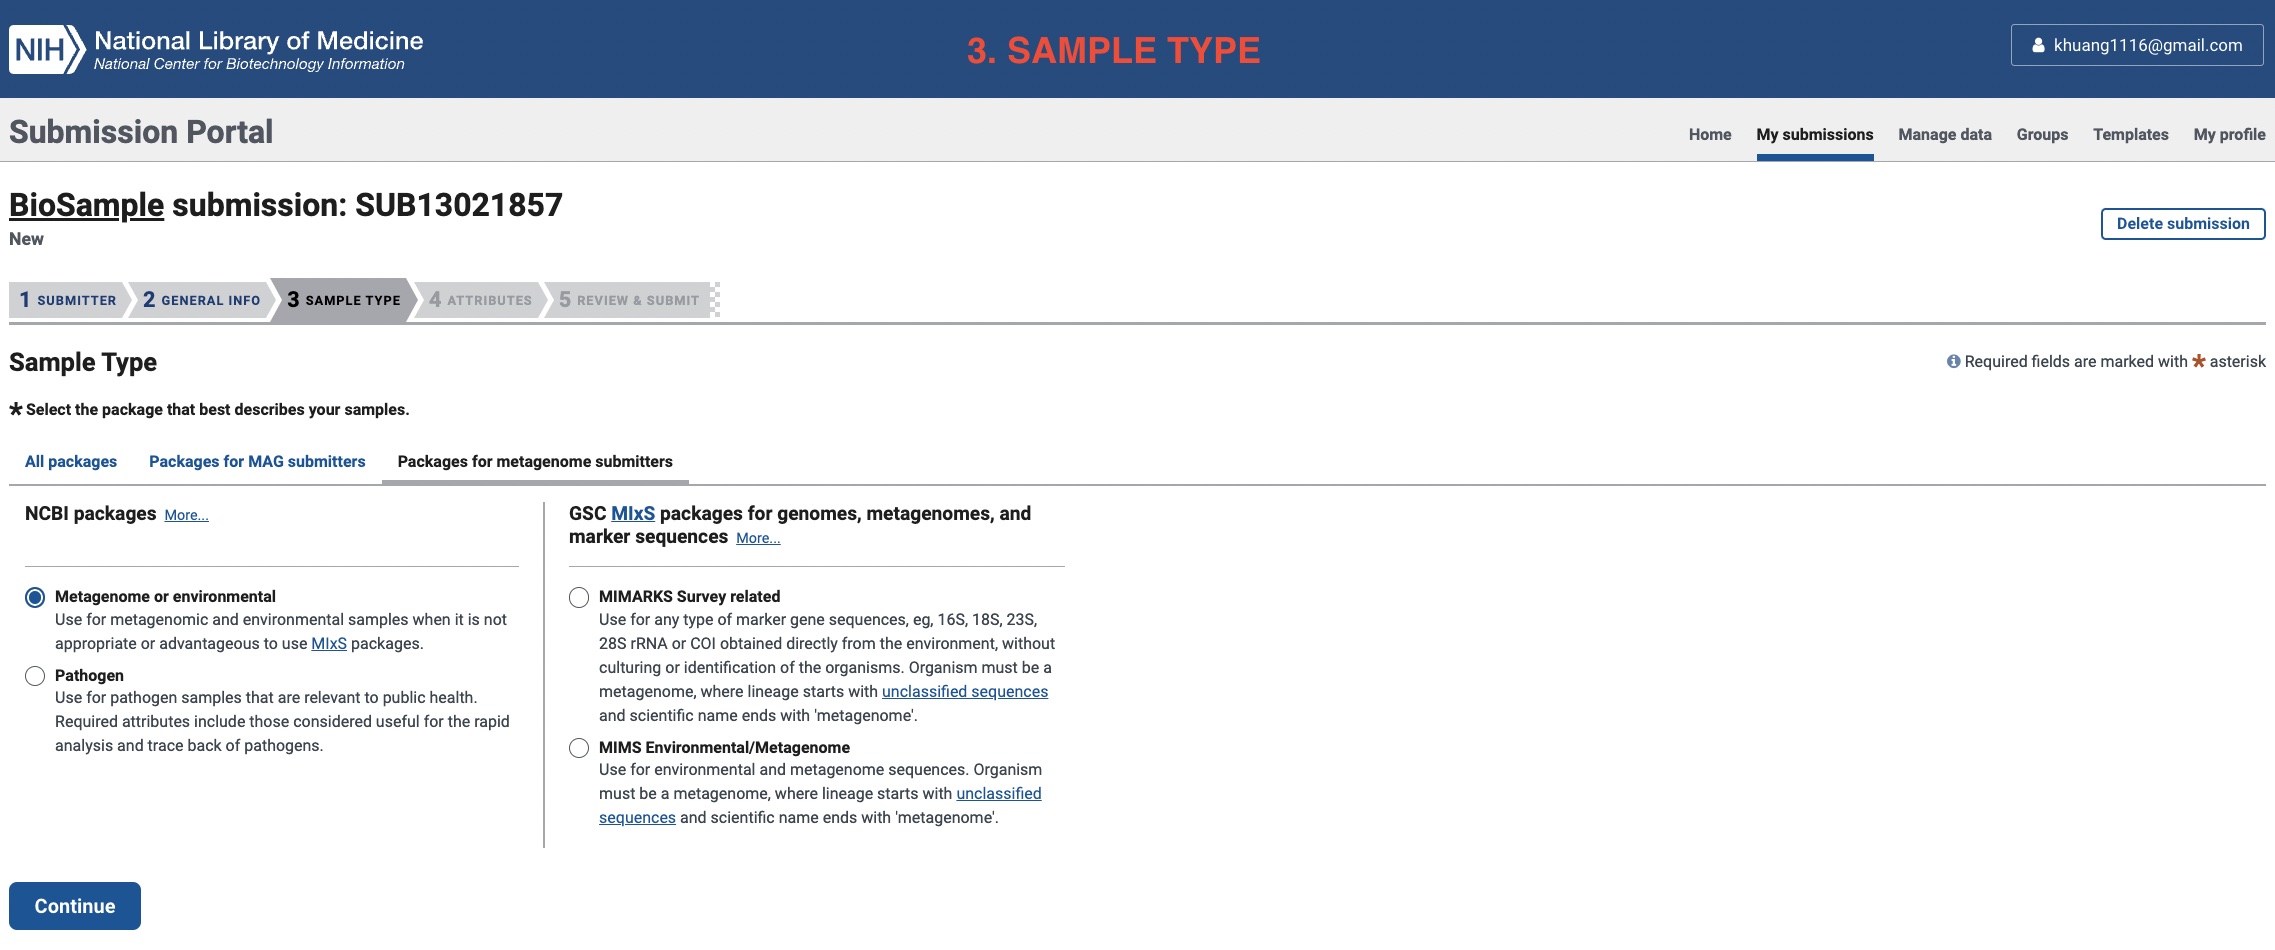 NIH National Library of Medicine
National Center for Biotechnology Information
3. SAMPLE TYPE
khuang1116@gmail.com
Submission Portal
Home My submissions Manage data Groups Templates My profile
BioSample submission: SUB13021857
New
Delete submission
1 SUBMITTER 2 GENERAL INFO 3 SAMPLE TYPE 4 ATTRIBUTES 5 REVIEW & SUBMIT
Sample Type
Required fields are marked with * asterisk
* Select the package that best describes your samples.
All packages Packages for MAG submitters Packages for metagenome submitters
NCBI packages More...
Metagenome or environmental
Use for metagenomic and environmental samples when it is not
appropriate or advantageous to use MIxS packages.
Pathogen
Use for pathogen samples that are relevant to public health.
Required attributes include those considered useful for the rapid
analysis and trace back of pathogens.
GSC MIxS packages for genomes, metagenomes, and
marker sequences More...
MIMARKS Survey related
Use for any type of marker gene sequences, eg, 16S, 18S, 23S,
28S rRNA or COI obtained directly from the environment, without
culturing or identification of the organisms. Organism must be a
metagenome, where lineage starts with unclassified sequences
and scientific name ends with 'metagenome'.
MIMS Environmental/Metagenome
Use for environmental and metagenome sequences. Organism
must be a metagenome, where lineage starts with unclassified
sequences and scientific name ends with 'metagenome'.
Continue